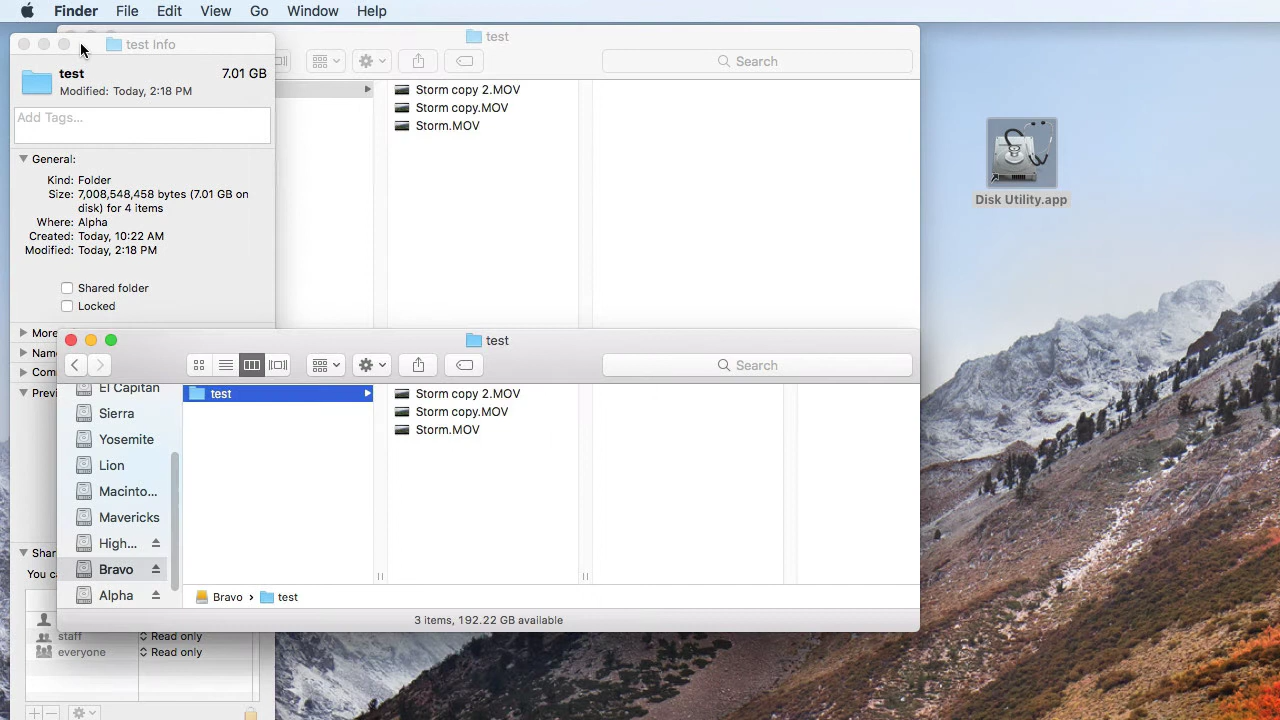 Finder File Edit View Go Window Help
test Info
test 7.01 GB
Modified: Today, 2:18 PM
Add Tags...
General:
Kind: Folder
Size: 7,008,548,458 bytes (7.01 GB on
disk) for 4 items
Where: Alpha
Created: Today, 10:22 AM
Modified: Today, 2:18 PM
Shared folder
Locked
More
Nam
Com
Previ
Shar
You ca
staff Read only
everyone Read only
test
Search
Storm copy 2.MOV
Storm copy.MOV
Storm.MOV
test
Search
El Capitan
Sierra
Yosemite
Lion
Macinto...
Mavericks
High...
Bravo
Alpha
test
Storm copy 2.MOV
Storm copy.MOV
Storm.MOV
Bravo › test
3 items, 192.22 GB available
Disk Utility.app